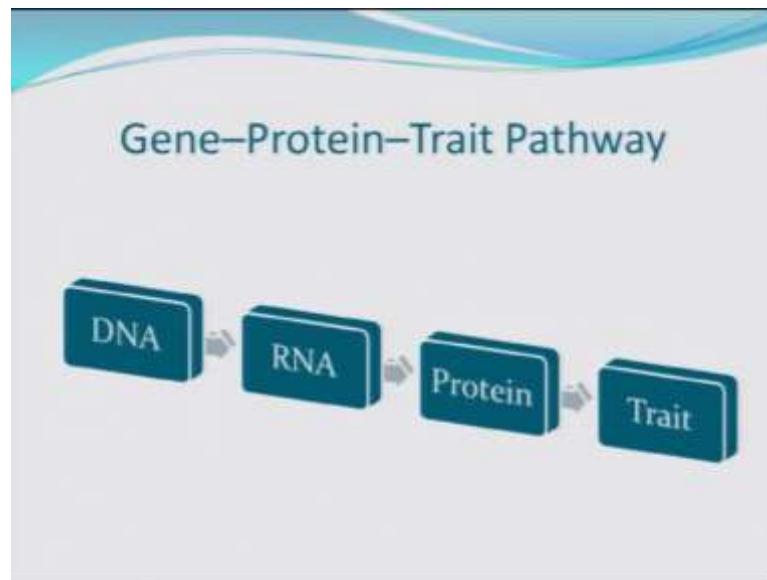 Gene–Protein–Trait Pathway
DNA
RNA
Protein
Trait